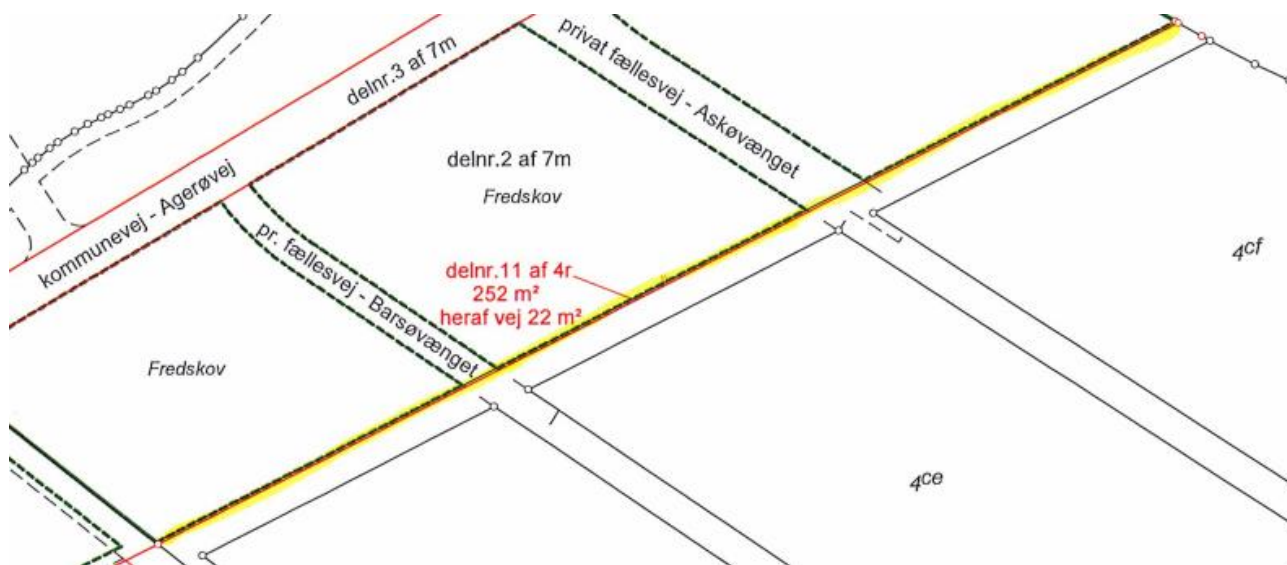 privat fællesvej - Askøvænget
delnr.3 af 7m
kommunevej - Agerøvej
delnr.2 af 7m
Fredskov
pr. fællesvej - Barsøvænget
delnr.11 af 4r
252 m²
heraf vej 22 m²
4cf
Fredskov
4ce